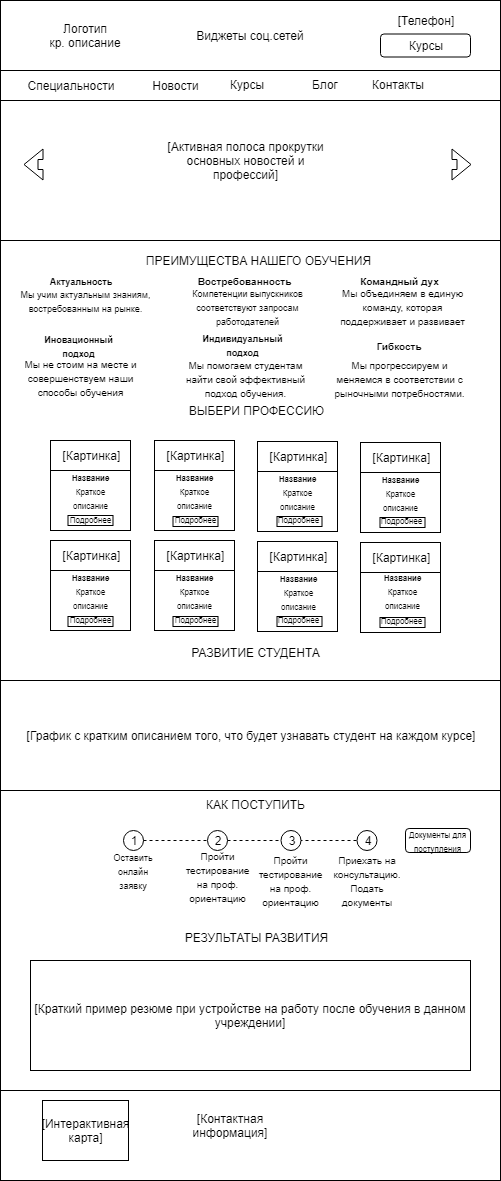 Логотип
кр. описание
Виджеты соц.сетей
[Телефон]
Курсы
Специальности
Новости
Курсы
Блог
Контакты
[Активная полоса прокрутки
основных новостей и
профессий]
ПРЕИМУЩЕСТВА НАШЕГО ОБУЧЕНИЯ
Актуальность
Мы учим актуальным знаниям,
востребованным на рынке.
Востребованность
Компетенции выпускников
соответствуют запросам
работодателей
Командный дух
Мы объединяем в единую
команду, которая
поддерживает и развивает
Иновационный
подход
Мы не стоим на месте и
совершенствуем наши
способы обучения
Индивидуальный
подход
Мы помогаем студентам
найти свой эффективный
подход обучения.
Гибкость
Мы прогрессируем и
меняемся в соответствии с
рыночными потребностями.
ВЫБЕРИ ПРОФЕССИЮ
[Картинка]
Название
Краткое
описание
Подробнее
[Картинка]
Название
Краткое
описание
Подробнее
[Картинка]
Название
Краткое
описание
Подробнее
[Картинка]
Название
Краткое
описание
Подробнее
[Картинка]
Название
Краткое
описание
Подробнее
[Картинка]
Название
Краткое
описание
Подробнее
[Картинка]
Название
Краткое
описание
Подробнее
[Картинка]
Название
Краткое
описание
Подробнее
РАЗВИТИЕ СТУДЕНТА
[График с кратким описанием того, что будет узнавать студент на каждом курсе]
КАК ПОСТУПИТЬ
1
Оставить
онлайн
заявку
2
Пройти
тестирование
на проф.
ориентацию
3
Пройти
тестирование
на проф.
ориентацию
4
Приехать на
консультацию.
Подать
документы
Документы для
поступления
РЕЗУЛЬТАТЫ РАЗВИТИЯ
[Краткий пример резюме при устройстве на работу после обучения в данном
учреждении]
[Интерактивная
карта]
[Контактная
информация]